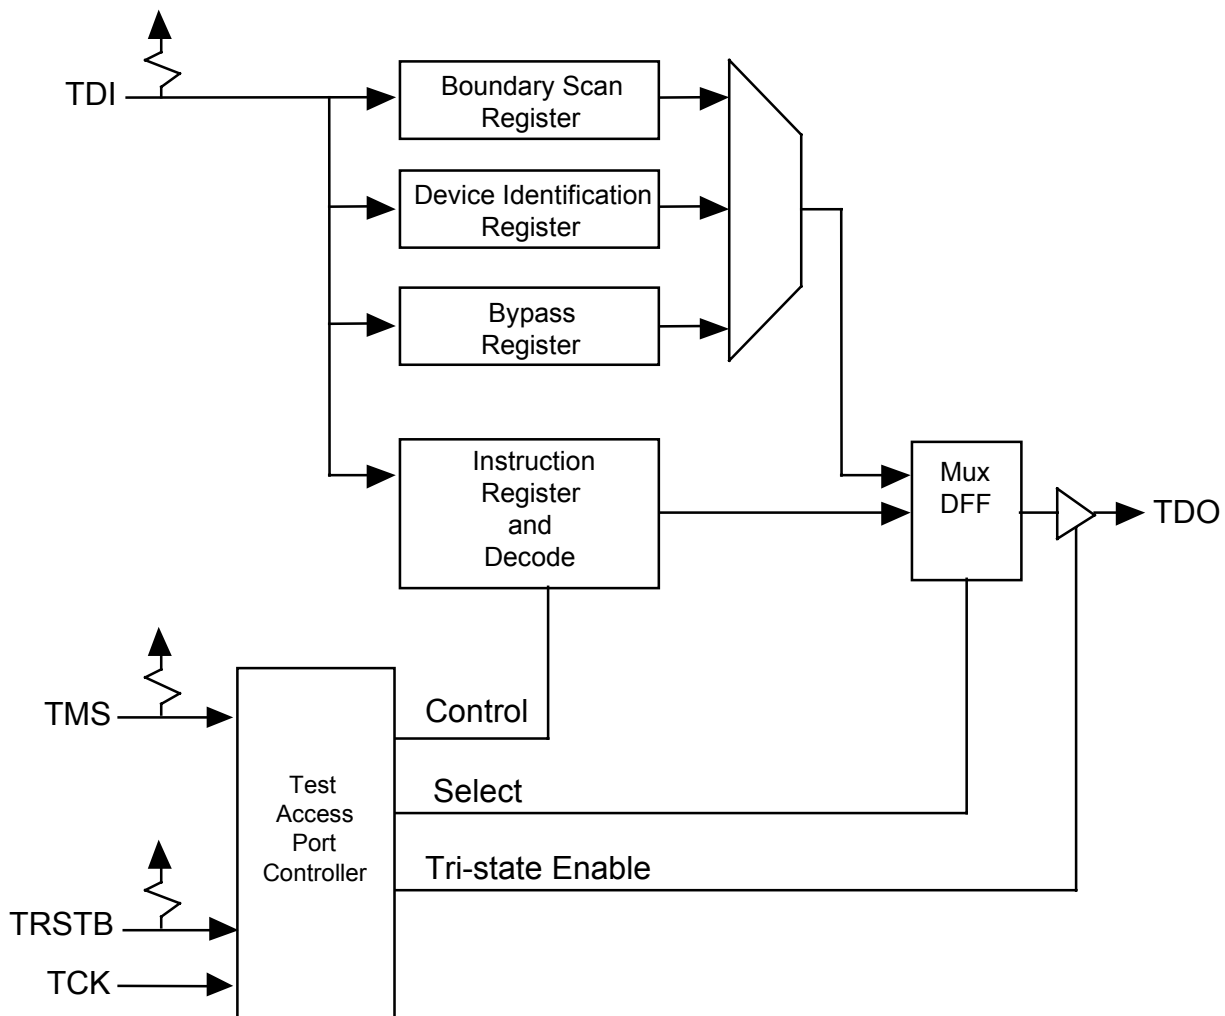 TDI
Boundary Scan
Register
Device Identification
Register
Bypass
Register
Instruction
Register
and
Decode
Mux
DFF
TDO
TMS
Control
Test
Access
Port
Controller
Select
Tri-state Enable
TRSTB
TCK